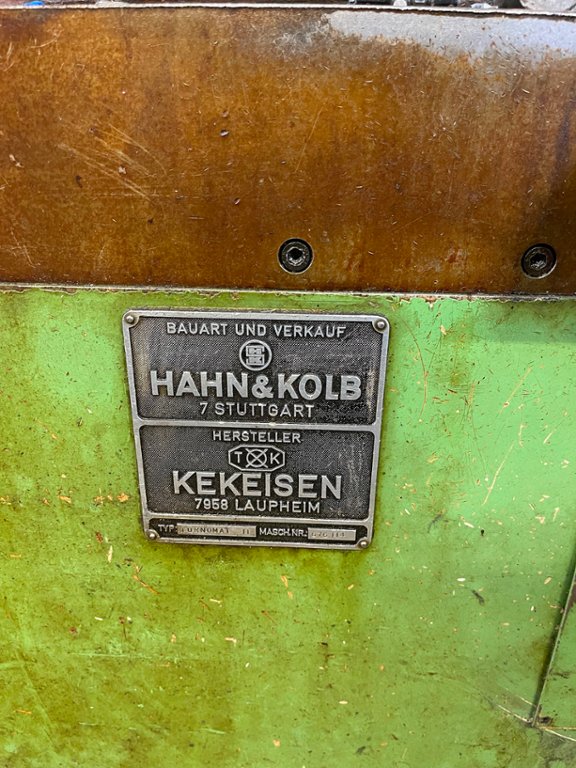 BAUART UND VERKAUF
HAHN&KOLB
7 STUTTGART
HERSTELLER
T K
KEKEISEN
7958 LAUPHEIM
TYP: MASCH.NR.: